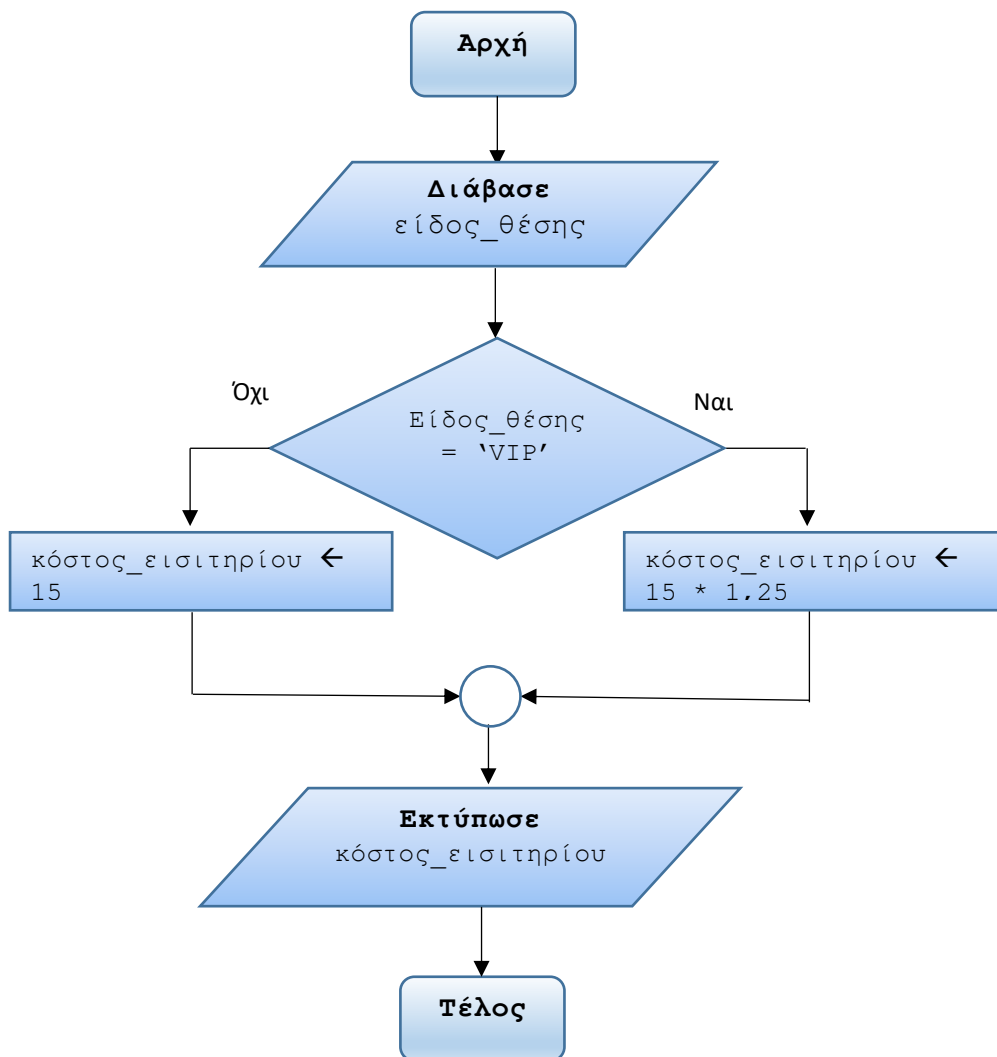 Αρχή
Διάβασε
είδος_θέσης
Όχι
Ναι
Είδος_θέσης
= ‘VIP’
κόστος_εισιτηρίου ←
15
κόστος_εισιτηρίου ←
15 * 1,25
Εκτύπωσε
κόστος_εισιτηρίου
Τέλος